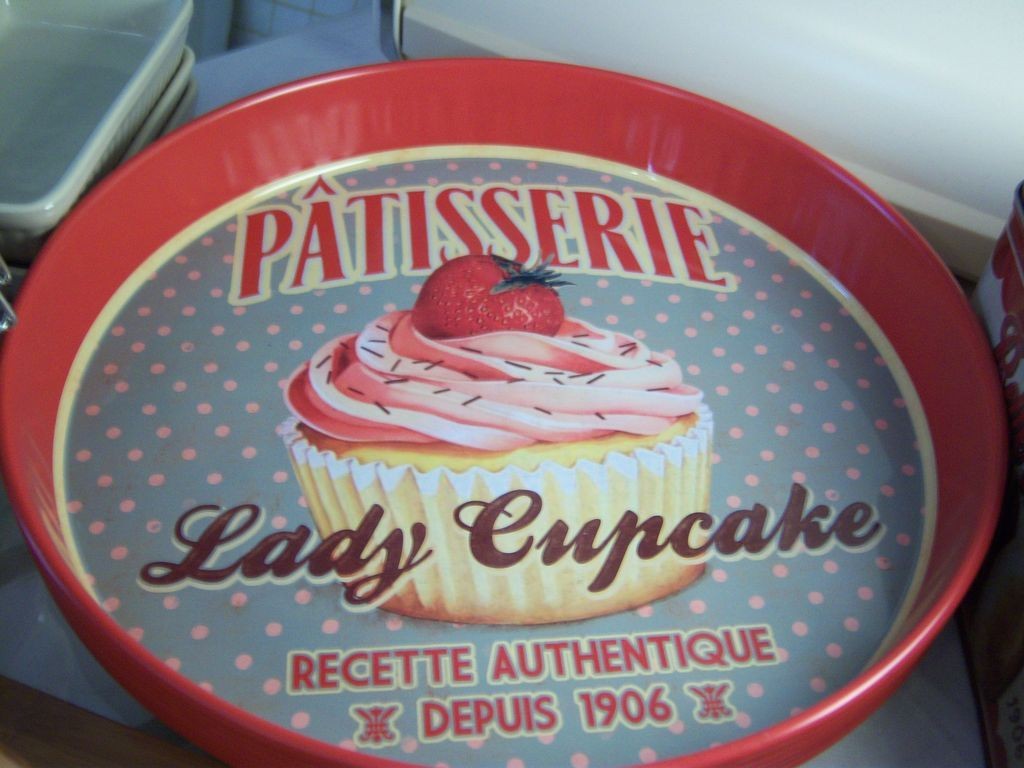 PÂTISSERIE
Lady Cupcake
RECETTE AUTHENTIQUE
DEPUIS 1906